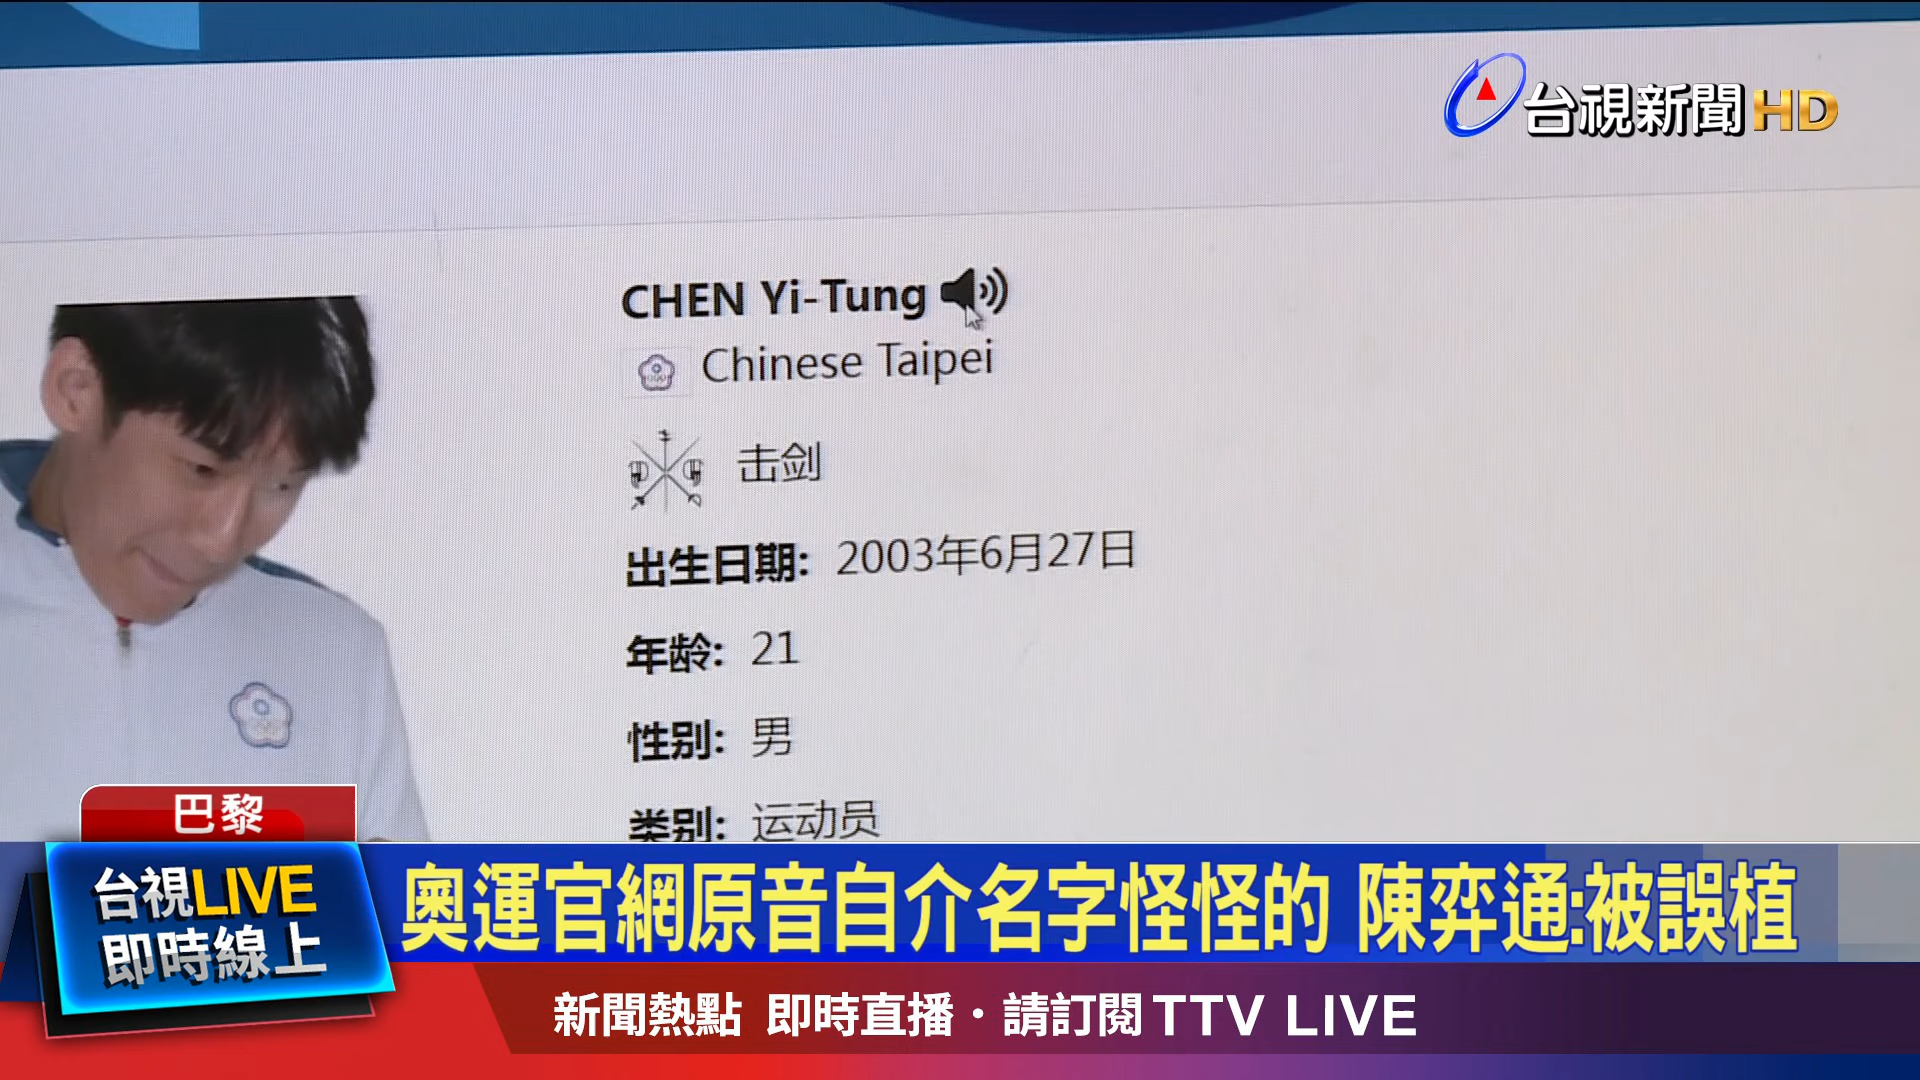 台視新聞HD
CHEN Yi-Tung
Chinese Taipei
击剑
出生日期: 2003年6月27日
年龄: 21
性别: 男
类别: 运动员
巴黎
台視LIVE
即時線上
奧運官網原音自介名字怪怪的 陳弈通:被誤植
新聞熱點 即時直播・請訂閱TTV LIVE